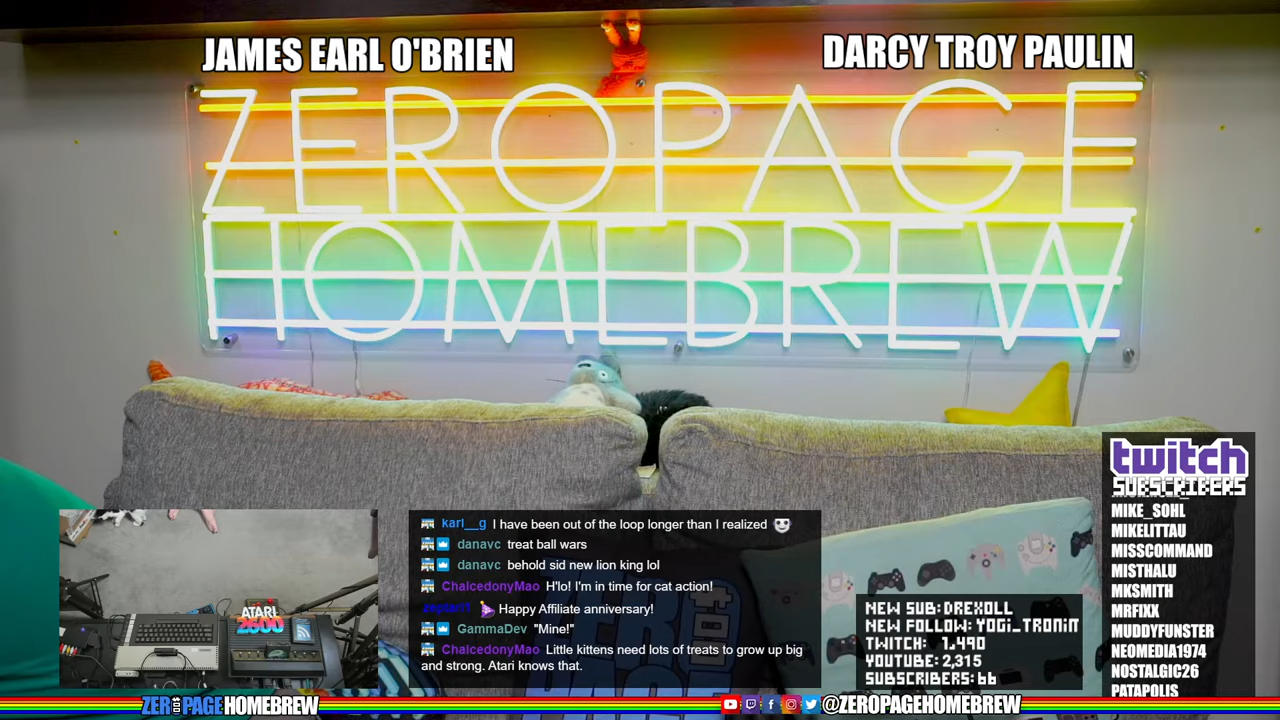 JAMES EARL O'BRIEN
DARCY TROY PAULIN
ZEROPAGE
HOMEBREW
karl__g I have been out of the loop longer than I realized
danavc treat ball wars
danavc behold sid new lion king lol
ChalcedonyMao H'lo! I'm in time for cat action!
Happy Affiliate anniversary!
GammaDev "Mine!"
ChalcedonyMao Little kittens need lots of treats to grow up big
and strong. Atari knows that.
ATARI
2600
NEW SUB: DREXOLL
NEW FOLLOW: YOGI_TRONIN
TWITCH: 1,490
YOUTUBE: 2,315
SUBSCRIBERS: 66
twitch
SUBSCRIBERS
MIKE_SOHL
MIKELITTAU
MISSCOMMAND
MISTHALU
MKSMITH
MRFIXX
MUDDYFUNSTER
NEOMEDIA1974
NOSTALGIC26
PATAPOLIS
ZEROPAGEHOMEBREW
@ZEROPAGEHOMEBREW